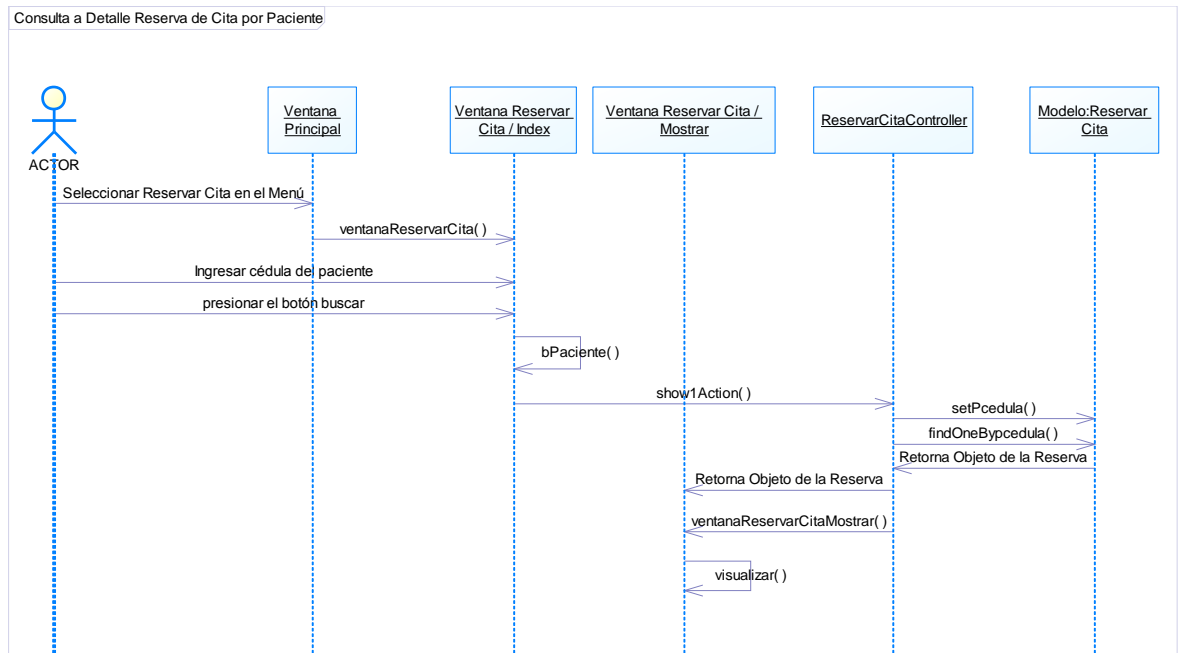 Consulta a Detalle Reserva de Cita por Paciente
ACTOR
Ventana
Principal
Ventana Reservar
Cita / Index
Ventana Reservar Cita /
Mostrar
ReservarCitaController
Modelo:Reservar
Cita
Seleccionar Reservar Cita en el Menú
ventanaReservarCita( )
Ingresar cédula del paciente
presionar el botón buscar
bPaciente( )
show1Action( )
setPcedula( )
findOneBypcedula( )
Retorna Objeto de la Reserva
Retorna Objeto de la Reserva
ventanaReservarCitaMostrar( )
visualizar( )